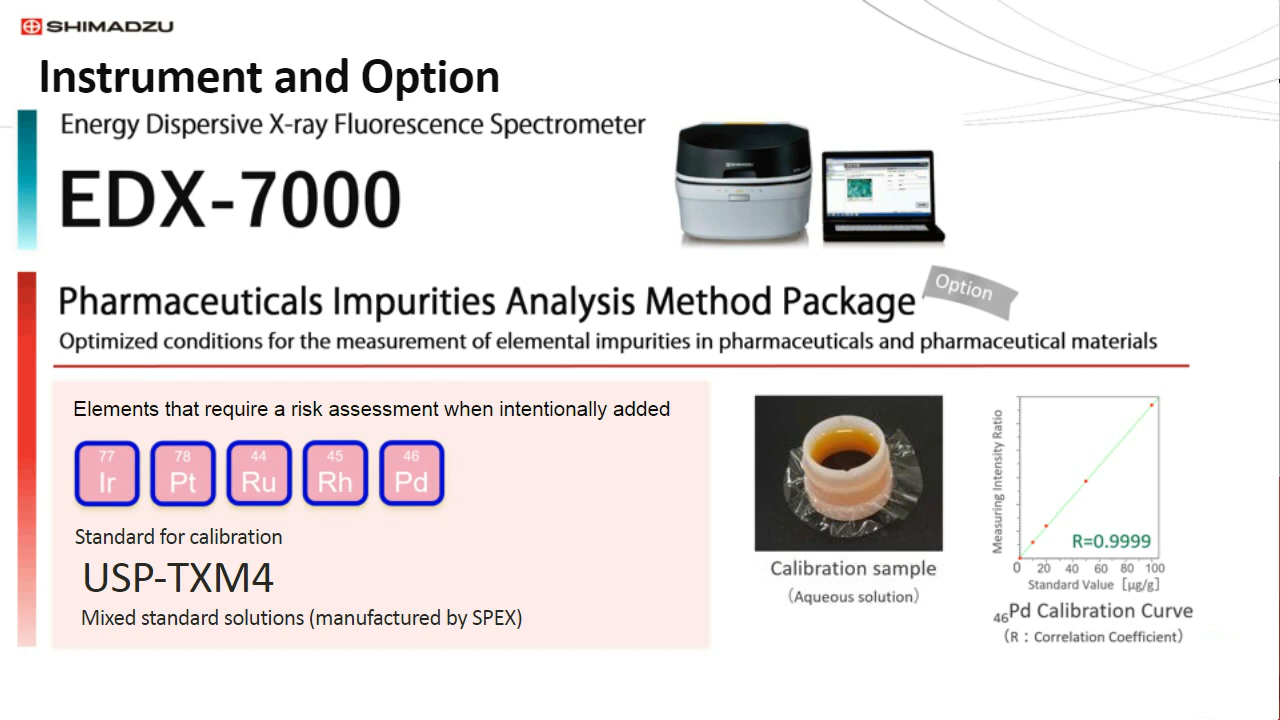 SHIMADZU
Instrument and Option
Energy Dispersive X-ray Fluorescence Spectrometer
EDX-7000
SHIMADZU
Pharmaceuticals Impurities Analysis Method Package
Option
Optimized conditions for the measurement of elemental impurities in pharmaceuticals and pharmaceutical materials
Elements that require a risk assessment when intentionally added
77 78 44 45 46
Ir Pt Ru Rh Pd
Standard for calibration
USP-TXM4
Mixed standard solutions (manufactured by SPEX)
Calibration sample
（Aqueous solution）
Measuring Intensity Ratio
R=0.9999
0 20 40 60 80 100
Standard Value［µg/g］
46Pd Calibration Curve
（R：Correlation Coefficient）